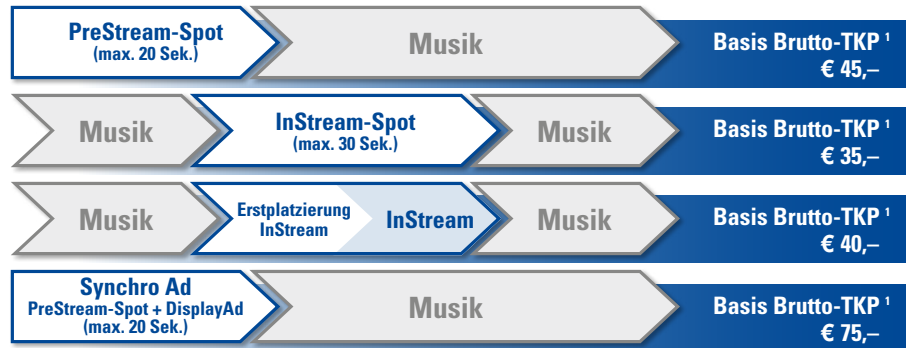 PreStream-Spot
(max. 20 Sek.)
Musik
Basis Brutto-TKP ¹
€ 45,–
Musik
InStream-Spot
(max. 30 Sek.)
Musik
Basis Brutto-TKP ¹
€ 35,–
Musik
Erstplatzierung
InStream
InStream
Musik
Basis Brutto-TKP ¹
€ 40,–
Synchro Ad
PreStream-Spot + DisplayAd
(max. 20 Sek.)
Musik
Basis Brutto-TKP ¹
€ 75,–